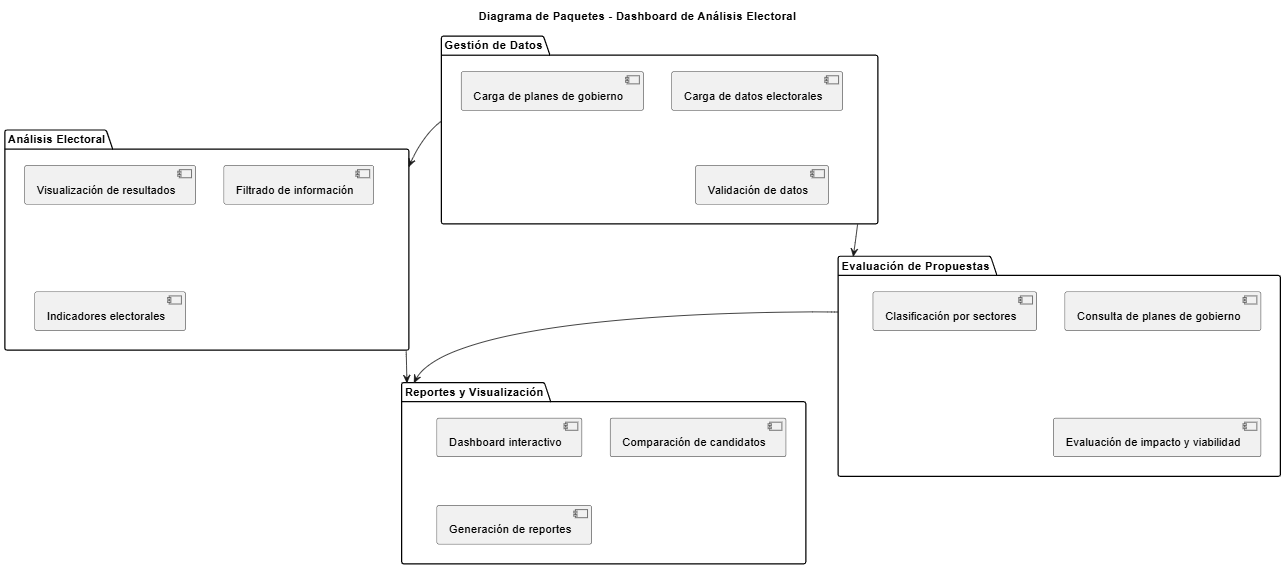 Diagrama de Paquetes - Dashboard de Análisis Electoral
Gestión de Datos
Carga de planes de gobierno
Carga de datos electorales
Validación de datos
Análisis Electoral
Visualización de resultados
Filtrado de información
Indicadores electorales
Evaluación de Propuestas
Clasificación por sectores
Consulta de planes de gobierno
Evaluación de impacto y viabilidad
Reportes y Visualización
Dashboard interactivo
Comparación de candidatos
Generación de reportes